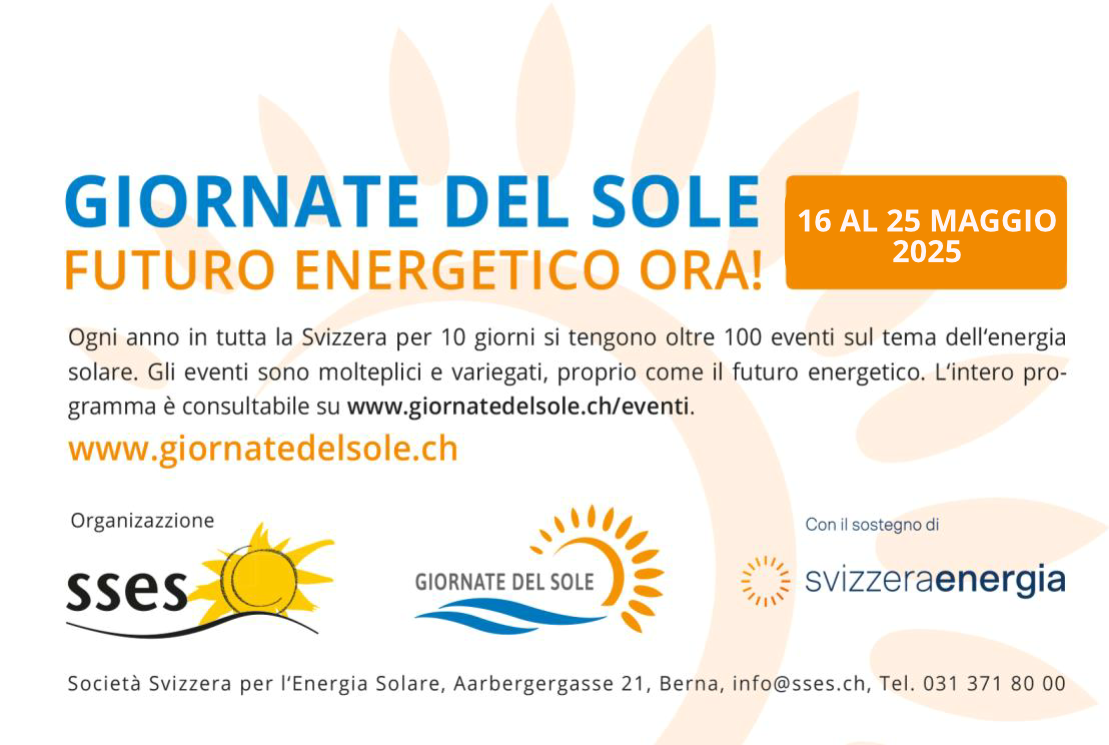 GIORNATE DEL SOLE
FUTURO ENERGETICO ORA!
16 AL 25 MAGGIO
2025
Ogni anno in tutta la Svizzera per 10 giorni si tengono oltre 100 eventi sul tema dell‘energia
solare. Gli eventi sono molteplici e variegati, proprio come il futuro energetico. L‘intero pro-
gramma è consultabile su www.giornatedelsole.ch/eventi.
www.giornatedelsole.ch
Organizazzione
sses
GIORNATE DEL SOLE
Con il sostegno di
svizzeraenergia
Società Svizzera per l‘Energia Solare, Aarbergergasse 21, Berna, info@sses.ch, Tel. 031 371 80 00